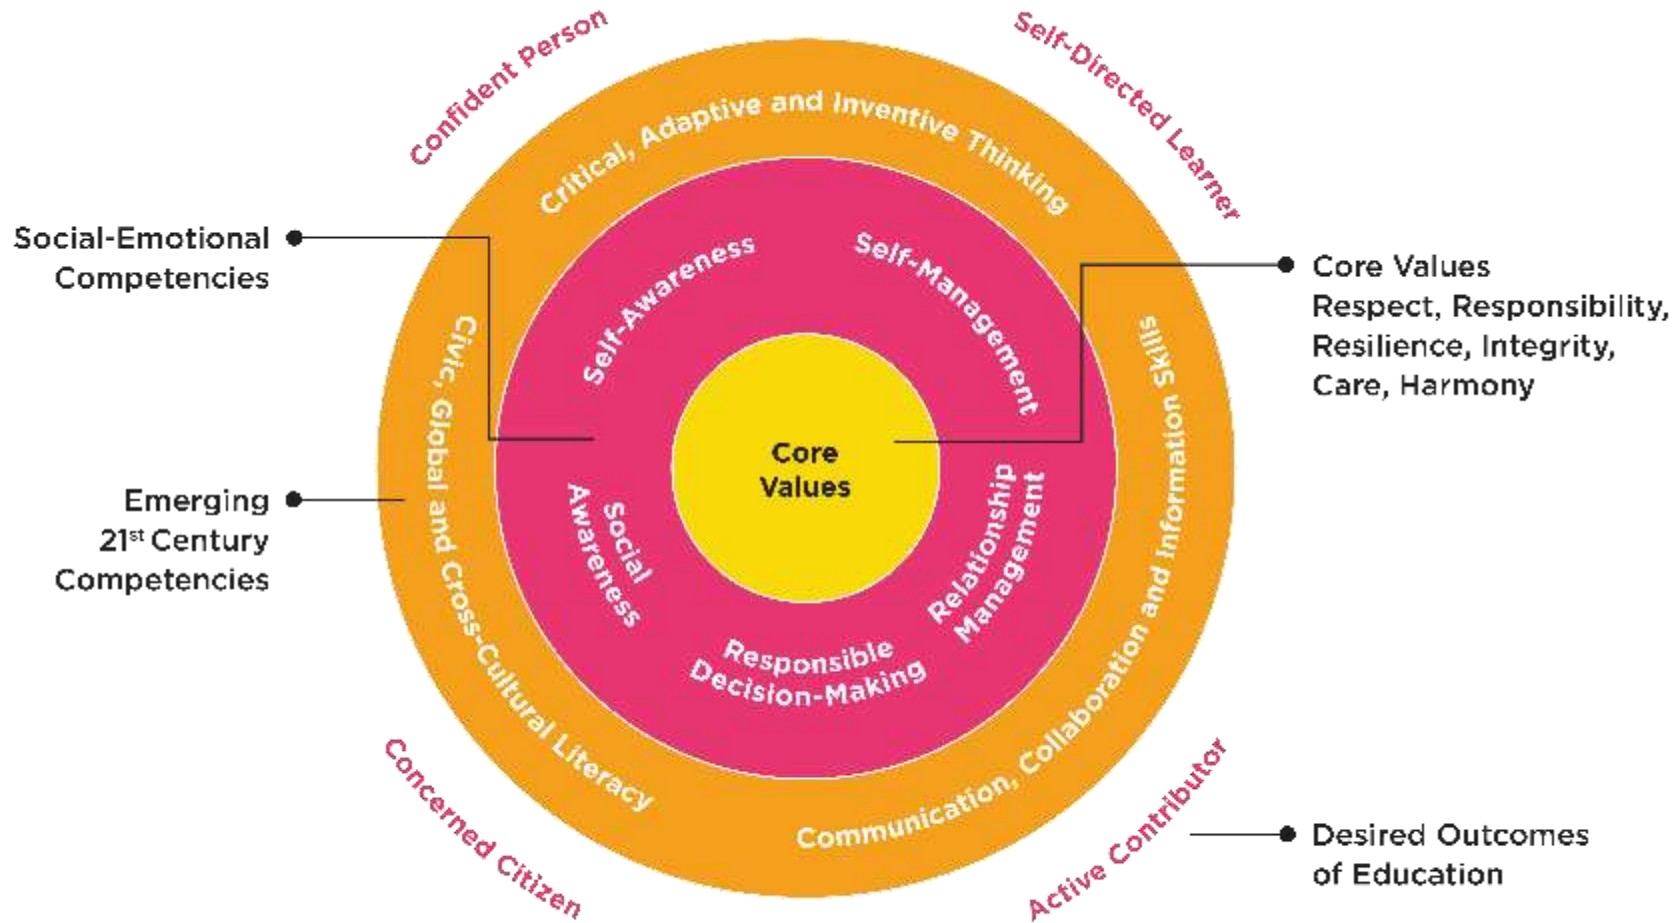 Confident Person
Self-Directed Learner
Critical, Adaptive and Inventive Thinking
Social-Emotional
Competencies
Self-Awareness
Self-Management
Core Values
Respect, Responsibility,
Resilience, Integrity,
Care, Harmony
Civic, Global and Cross-Cultural Literacy
Communication, Collaboration and Information Skills
Core
Values
Emerging
21st Century
Competencies
Social
Awareness
Relationship
Management
Responsible
Decision-Making
Concerned Citizen
Active Contributor
Desired Outcomes
of Education